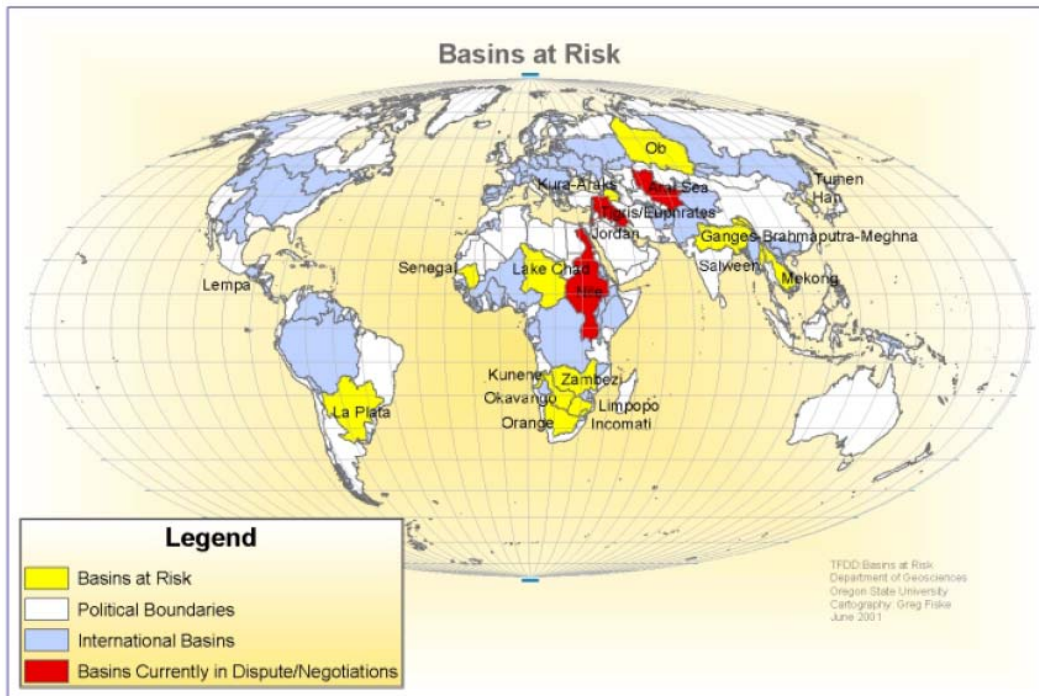 Basins at Risk
Ob
Kura-Araks
Aral Sea
Tumen
Han
Tigris/Euphrates
Jordan
Ganges-Brahmaputra-Meghna
Senegal
Lake Chad
Salween
Mekong
Lempa
Nile
Kunene
Zambezi
Okavango
Limpopo
La Plata
Orange
Incomati
Legend
Basins at Risk
Political Boundaries
International Basins
Basins Currently in Dispute/Negotiations
TFDD:Basins at Risk
Department of Geosciences
Oregon State University
Cartography: Greg Fiske
June 2001